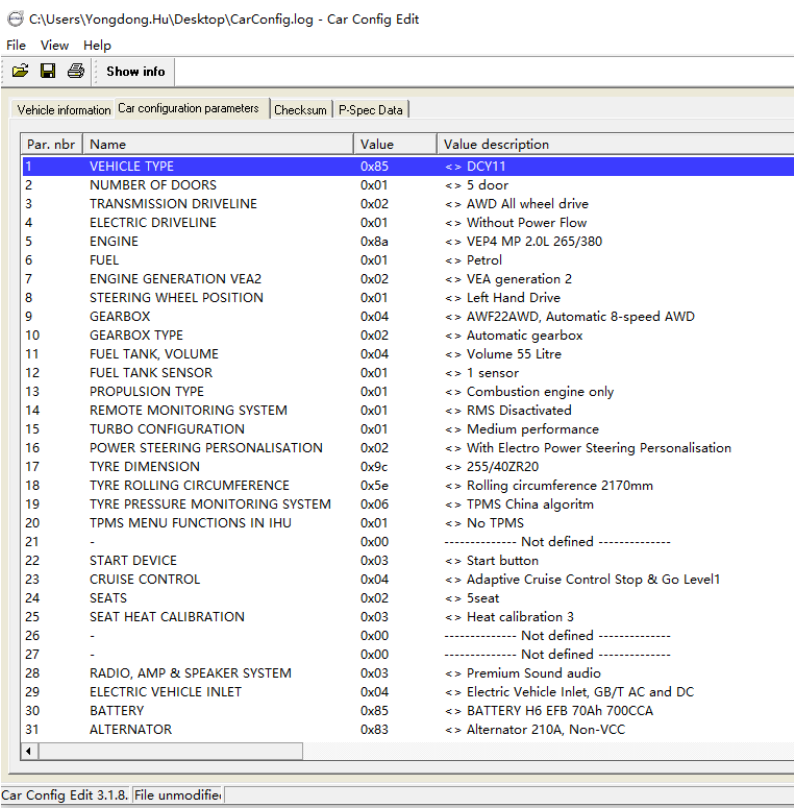 C:\Users\Yongdong.Hu\Desktop\CarConfig.log - Car Config Edit
File View Help
Show info
Vehicle information Car configuration parameters Checksum P-Spec Data
Par. nbr Name Value Value description
1 VEHICLE TYPE 0x85 <> DCY11
2 NUMBER OF DOORS 0x01 <> 5 door
3 TRANSMISSION DRIVELINE 0x02 <> AWD All wheel drive
4 ELECTRIC DRIVELINE 0x01 <> Without Power Flow
5 ENGINE 0x8a <> VEP4 MP 2.0L 265/380
6 FUEL 0x01 <> Petrol
7 ENGINE GENERATION VEA2 0x02 <> VEA generation 2
8 STEERING WHEEL POSITION 0x01 <> Left Hand Drive
9 GEARBOX 0x04 <> AWF22AWD, Automatic 8-speed AWD
10 GEARBOX TYPE 0x02 <> Automatic gearbox
11 FUEL TANK, VOLUME 0x04 <> Volume 55 Litre
12 FUEL TANK SENSOR 0x01 <> 1 sensor
13 PROPULSION TYPE 0x01 <> Combustion engine only
14 REMOTE MONITORING SYSTEM 0x01 <> RMS Disactivated
15 TURBO CONFIGURATION 0x01 <> Medium performance
16 POWER STEERING PERSONALISATION 0x02 <> With Electro Power Steering Personalisation
17 TYRE DIMENSION 0x9c <> 255/40ZR20
18 TYRE ROLLING CIRCUMFERENCE 0x5e <> Rolling circumference 2170mm
19 TYRE PRESSURE MONITORING SYSTEM 0x06 <> TPMS China algoritm
20 TPMS MENU FUNCTIONS IN IHU 0x01 <> No TPMS
21 - 0x00 -------------- Not defined --------------
22 START DEVICE 0x03 <> Start button
23 CRUISE CONTROL 0x04 <> Adaptive Cruise Control Stop & Go Level1
24 SEATS 0x02 <> 5seat
25 SEAT HEAT CALIBRATION 0x03 <> Heat calibration 3
26 - 0x00 -------------- Not defined --------------
27 - 0x00 -------------- Not defined --------------
28 RADIO, AMP & SPEAKER SYSTEM 0x03 <> Premium Sound audio
29 ELECTRIC VEHICLE INLET 0x04 <> Electric Vehicle Inlet, GB/T AC and DC
30 BATTERY 0x85 <> BATTERY H6 EFB 70Ah 700CCA
31 ALTERNATOR 0x83 <> Alternator 210A, Non-VCC
Car Config Edit 3.1.8. File unmodifie